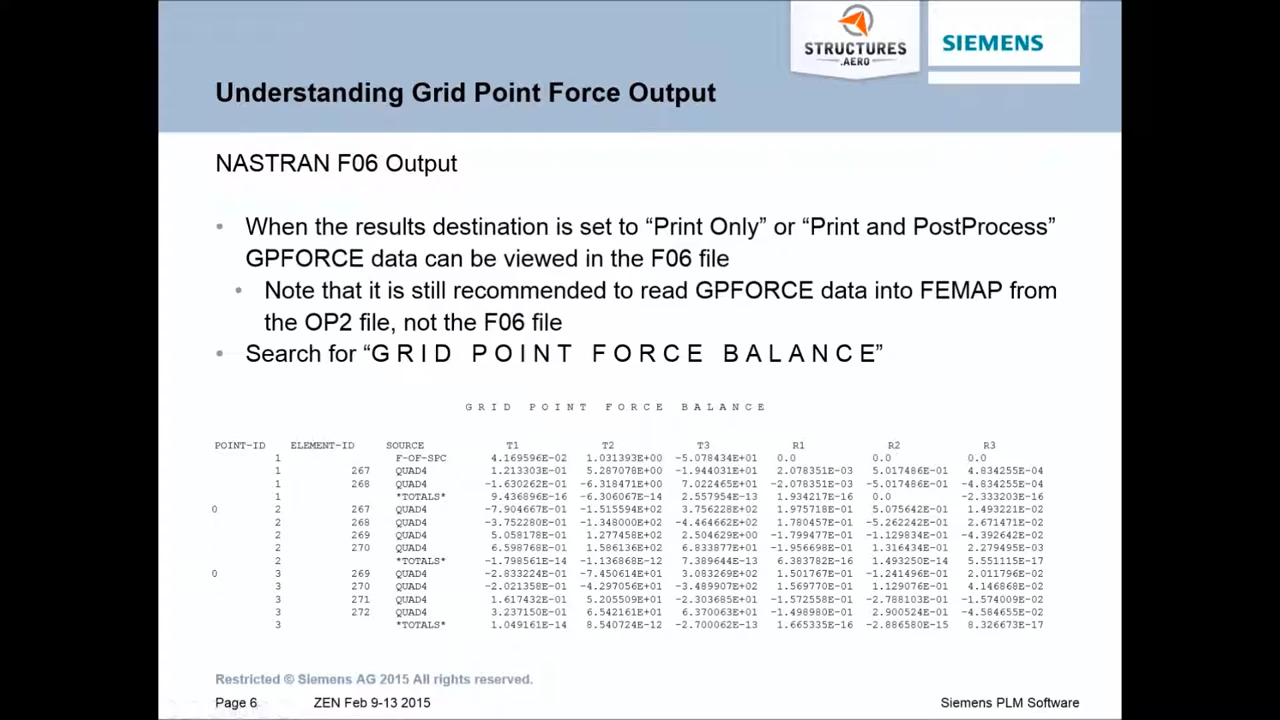 STRUCTURES
.AERO
SIEMENS
Understanding Grid Point Force Output
NASTRAN F06 Output
• When the results destination is set to “Print Only” or “Print and PostProcess”
GPFORCE data can be viewed in the F06 file
• Note that it is still recommended to read GPFORCE data into FEMAP from
the OP2 file, not the F06 file
• Search for “G R I D   P O I N T   F O R C E   B A L A N C E”
G R I D   P O I N T   F O R C E   B A L A N C E
POINT-ID ELEMENT-ID SOURCE T1 T2 T3 R1 R2 R3
1 F-OF-SPC 4.169596E-02 1.031393E+00 -5.078434E+01 0.0 0.0 0.0
1 267 QUAD4 1.213303E-01 5.287078E+00 -1.944031E+01 2.078351E-03 5.017486E-01 4.834255E-04
1 268 QUAD4 -1.630262E-01 -6.318471E+00 7.022465E+01 -2.078351E-03 -5.017486E-01 -4.834255E-04
1 *TOTALS* 9.436896E-16 -6.306067E-14 2.557954E-13 1.934217E-16 0.0 -2.333203E-16
0 2 267 QUAD4 -7.904667E-01 -1.515594E+02 3.756228E+02 1.975718E-01 5.075642E-01 1.493221E-02
2 268 QUAD4 -3.752280E-01 -1.348000E+02 -4.464662E+02 1.780457E-01 -5.262242E-01 2.671471E-02
2 269 QUAD4 5.058178E-01 1.277458E+02 2.504629E+00 -1.799477E-01 -1.129834E-01 -4.392642E-02
2 270 QUAD4 6.598768E-01 1.586136E+02 6.833877E+01 -1.956698E-01 1.316434E-01 2.279495E-03
2 *TOTALS* -1.798561E-14 -1.136868E-12 7.389644E-13 6.383782E-16 1.493250E-14 5.551115E-17
0 3 269 QUAD4 -2.833224E-01 -7.450614E+01 3.083269E+02 1.501767E-01 -1.241496E-01 2.011796E-02
3 270 QUAD4 -2.021358E-01 -4.297056E+01 -3.489907E+02 1.569770E-01 1.129076E-01 4.146868E-02
3 271 QUAD4 1.617432E-01 5.205509E+01 -2.303685E+01 -1.572558E-01 -2.788103E-01 -1.574009E-02
3 272 QUAD4 3.237150E-01 6.542161E+01 6.370063E+01 -1.498980E-01 2.900524E-01 -4.584655E-02
3 *TOTALS* 1.049161E-14 8.540724E-12 -2.700062E-13 1.665335E-16 -2.886580E-15 8.326673E-17
Restricted © Siemens AG 2015 All rights reserved.
Page 6 ZEN Feb 9-13 2015 Siemens PLM Software